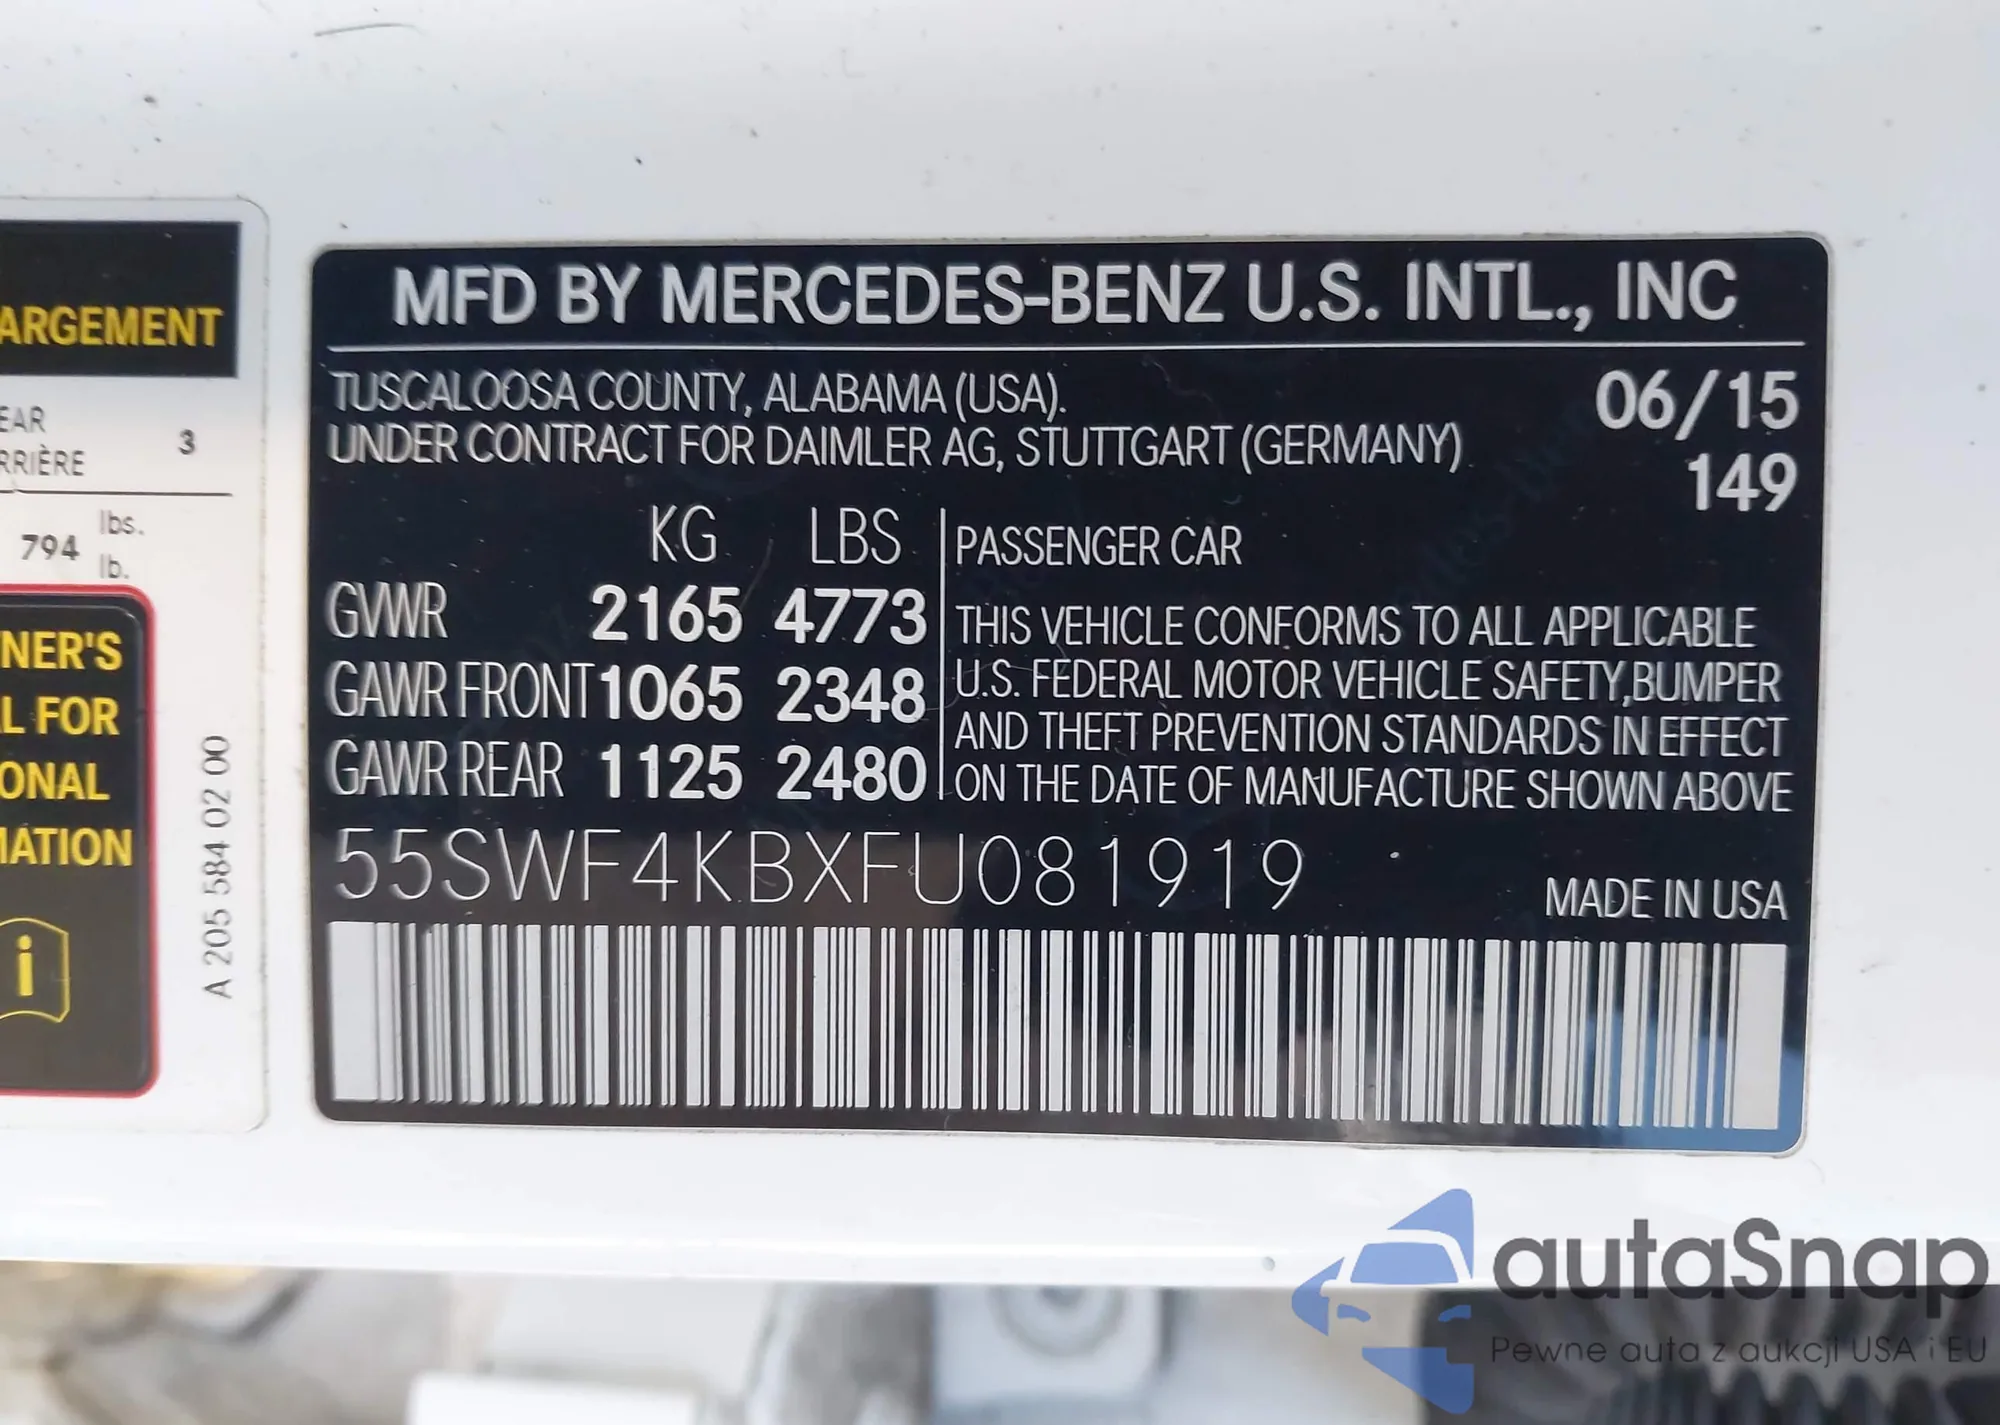 ARGEMENT
EAR
RRIÈRE
3
794
lbs.
lb.
NER'S
L FOR
ONAL
MATION
i
A 205 584 02 00
MFD BY MERCEDES-BENZ U.S. INTL., INC
TUSCALOOSA COUNTY, ALABAMA (USA).
UNDER CONTRACT FOR DAIMLER AG, STUTTGART (GERMANY)
06/15
149
KG LBS
GVWR 2165 4773
GAWR FRONT 1065 2348
GAWR REAR 1125 2480
PASSENGER CAR
THIS VEHICLE CONFORMS TO ALL APPLICABLE
U.S. FEDERAL MOTOR VEHICLE SAFETY,BUMPER
AND THEFT PREVENTION STANDARDS IN EFFECT
ON THE DATE OF MANUFACTURE SHOWN ABOVE
55SWF4KBXFU081919
MADE IN USA
autaSnap
Pewne auta z aukcji USA i EU